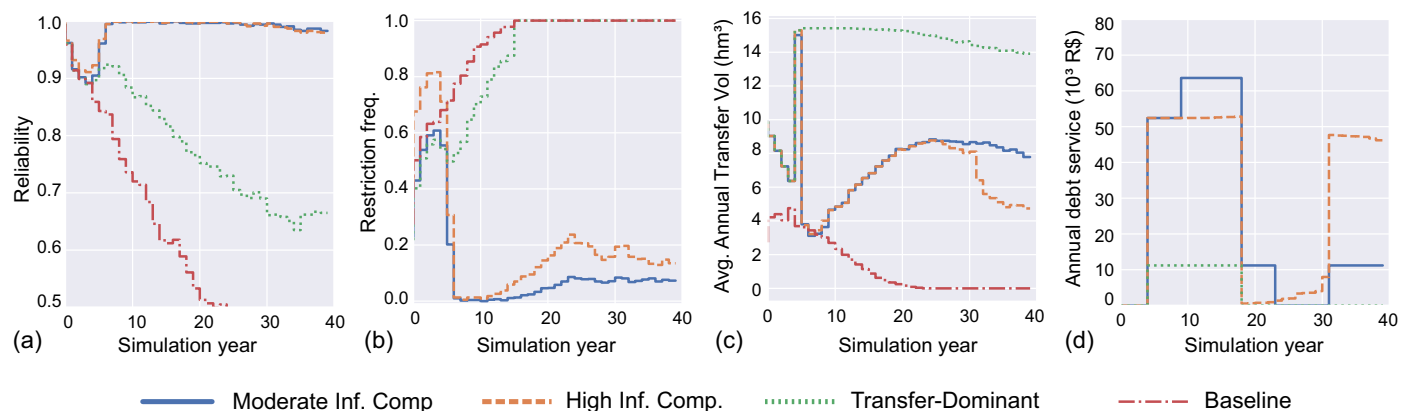 1.0
0.9
0.8
0.7
0.6
0.5
Reliability
0 10 20 30 40
Simulation year
(a)
1.0
0.8
0.6
0.4
0.2
0.0
Restriction freq.
0 10 20 30 40
Simulation year
(b)
16
14
12
10
8
6
4
2
0
Avg. Annual Transfer Vol (hm³)
0 10 20 30 40
Simulation year
(c)
80
70
60
50
40
30
20
10
0
Annual debt service (10³ R$)
0 10 20 30 40
Simulation year
(d)
Moderate Inf. Comp
High Inf. Comp.
Transfer-Dominant
Baseline